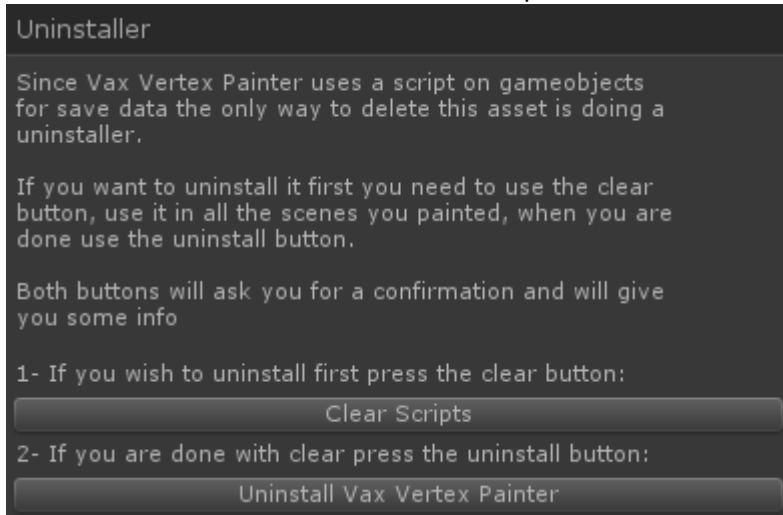 Uninstaller
Since Vax Vertex Painter uses a script on gameobjects
for save data the only way to delete this asset is doing a
uninstaller.
If you want to uninstall it first you need to use the clear
button, use it in all the scenes you painted, when you are
done use the uninstall button.
Both buttons will ask you for a confirmation and will give
you some info
1- If you wish to uninstall first press the clear button:
Clear Scripts
2- If you are done with clear press the uninstall button:
Uninstall Vax Vertex Painter